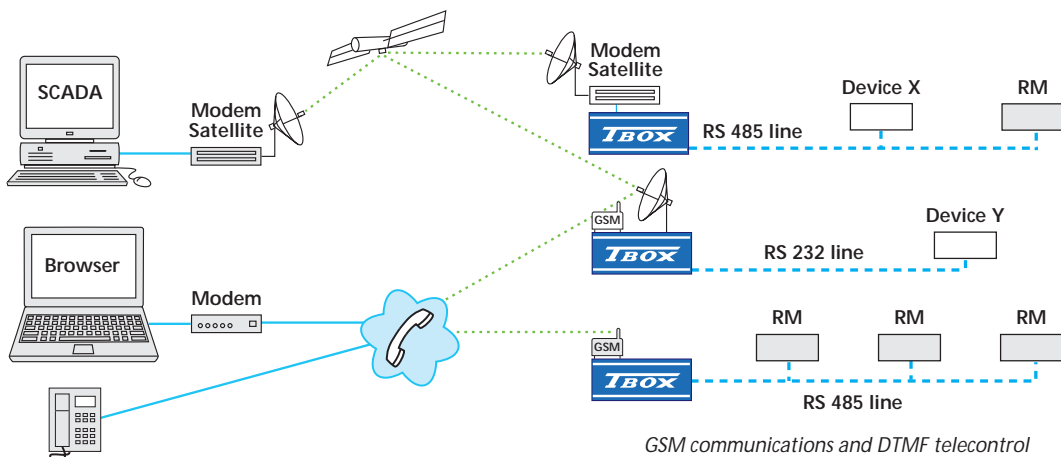 SCADA
Modem
Satellite
Modem
Satellite
TBOX
RS 485 line
Device X
RM
GSM
TBOX
RS 232 line
Device Y
Browser
Modem
GSM
TBOX
RM
RM
RM
RS 485 line
GSM communications and DTMF telecontrol